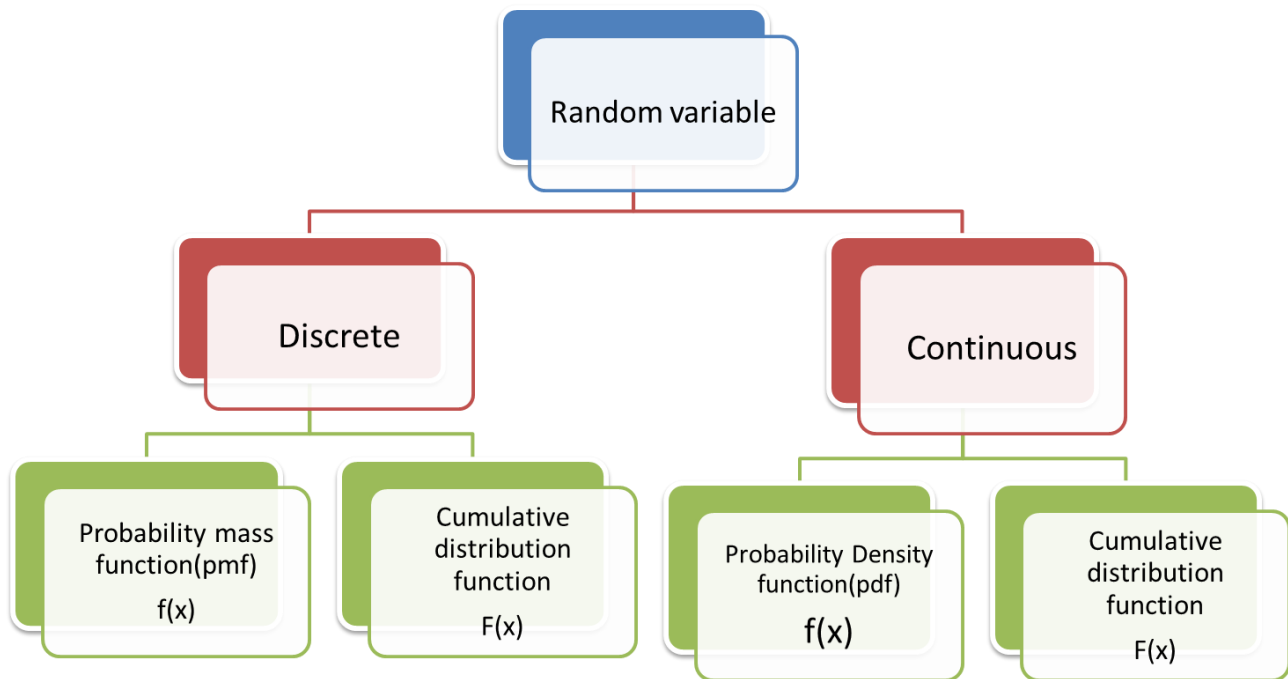 Random variable
Discrete
Continuous
Probability mass
function(pmf)
f(x)
Cumulative
distribution
function
F(x)
Probability Density
function(pdf)
f(x)
Cumulative
distribution
function
F(x)